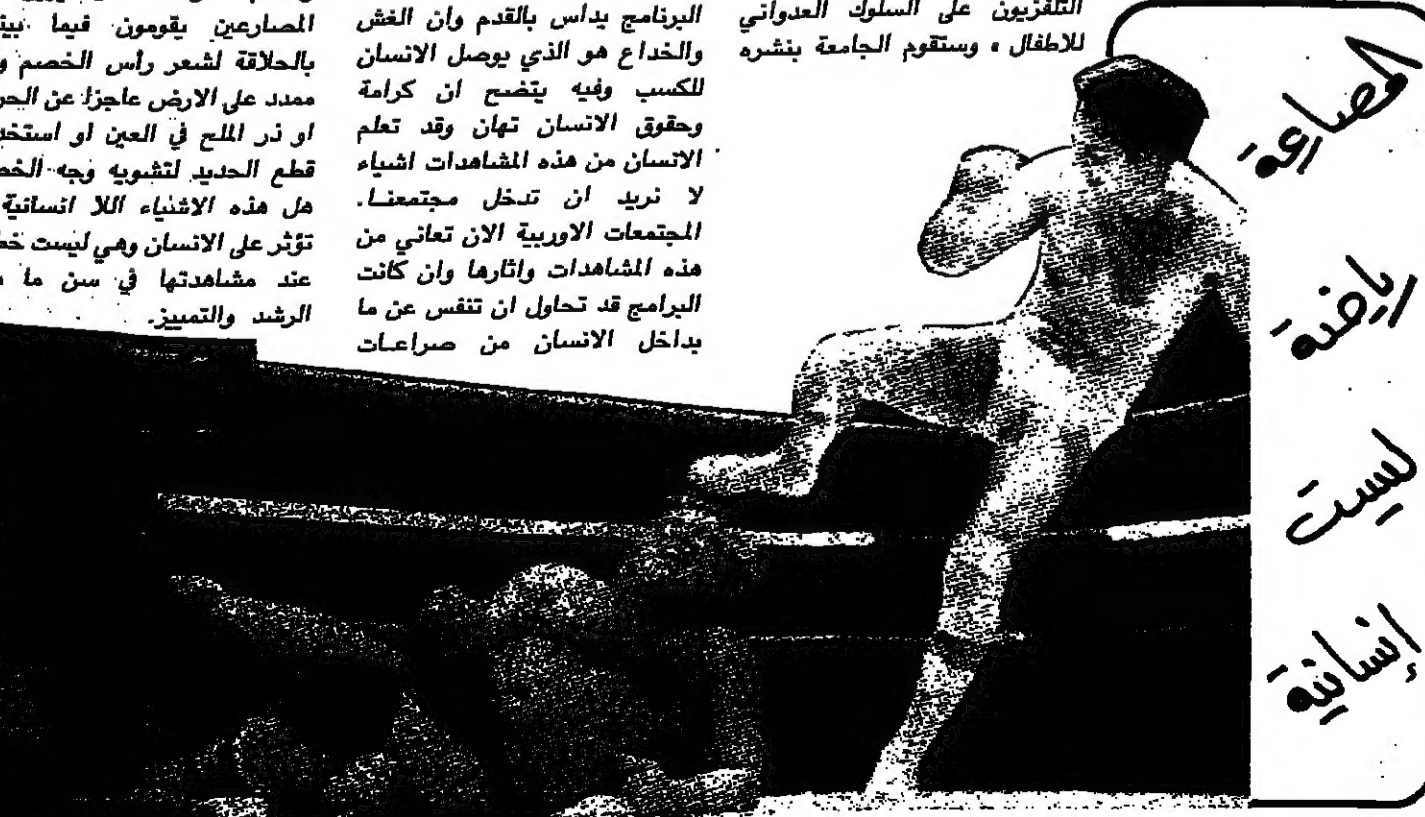 المصارعة
رياضة
ليست
إنسانية
التلفزيون على السلوك العدواني
للاطفال » وستقوم الجامعة بنشره
البرنامج يداس بالقدم وان الغش
والخداع هو الذي يوصل الانسان
للكسب وفيه يتضح ان كرامة
وحقوق الانسان تهان وقد تعلم
الانسان من هذه المشاهدات اشياء
لا نريد ان تدخل مجتمعنا.
المجتمعات الاوربية الان تعاني من
هذه المشاهدات واثارها وان كانت
البرامج قد تحاول ان تنفس عن ما
بداخل الانسان من صراعات
المصارعين يقومون فيما
بالحلاقة لشعر رأس الخصم
ممدد على الارض عاجزا عن
او ذر الملح في العين او
قطع الحديد لتشويه وجه
هل هذه الاشياء اللا انسانية
تؤثر على الانسان وهي ليست
عند مشاهدتها في سن ما
الرشد والتمييز.